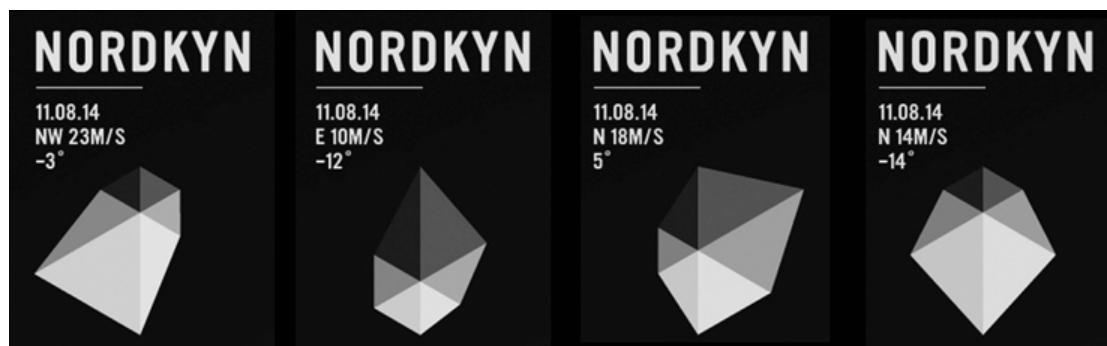 NORDKYN
11.08.14
NW 23M/S
–3°
NORDKYN
11.08.14
E 10M/S
–12°
NORDKYN
11.08.14
N 18M/S
5°
NORDKYN
11.08.14
N 14M/S
–14°